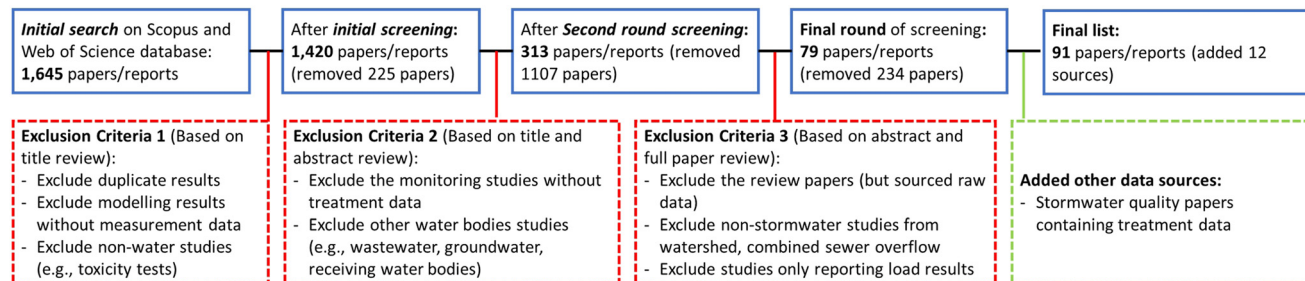 Initial search on Scopus and
Web of Science database:
1,645 papers/reports
After initial screening:
1,420 papers/reports
(removed 225 papers)
After Second round screening:
313 papers/reports (removed
1107 papers)
Final round of screening:
79 papers/reports
(removed 234 papers)
Final list:
91 papers/reports (added 12
sources)
Exclusion Criteria 1 (Based on
title review):
- Exclude duplicate results
- Exclude modelling results
without measurement data
- Exclude non-water studies
(e.g., toxicity tests)
Exclusion Criteria 2 (Based on title and
abstract review):
- Exclude the monitoring studies without
treatment data
- Exclude other water bodies studies
(e.g., wastewater, groundwater,
receiving water bodies)
Exclusion Criteria 3 (Based on abstract and
full paper review):
- Exclude the review papers (but sourced raw
data)
- Exclude non-stormwater studies from
watershed, combined sewer overflow
- Exclude studies only reporting load results
Added other data sources:
- Stormwater quality papers
containing treatment data